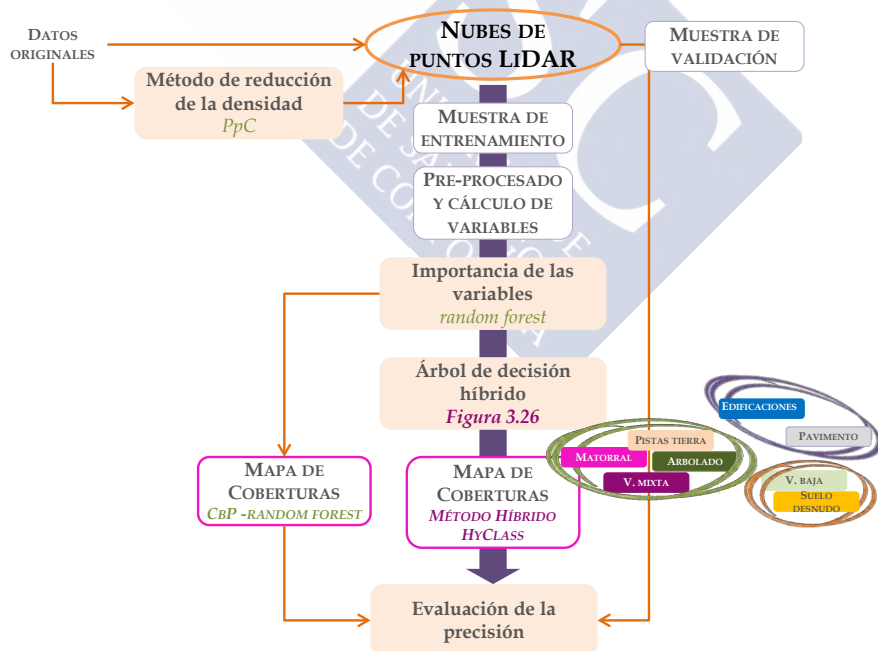 DATOS
ORIGINALES
NUBES DE
PUNTOS LIDAR
MUESTRA DE
VALIDACIÓN
Método de reducción
de la densidad
PpC
MUESTRA DE
ENTRENAMIENTO
PRE-PROCESADO
Y CÁLCULO DE
VARIABLES
Importancia de las
variables
random forest
Árbol de decisión
híbrido
Figura 3.26
EDIFICACIONES
PAVIMENTO
PISTAS TIERRA
MATORRAL
ARBOLADO
V. MIXTA
V. BAJA
SUELO
DESNUDO
MAPA DE
COBERTURAS
CBP -RANDOM FOREST
MAPA DE
COBERTURAS
MÉTODO HÍBRIDO
HYCLASS
Evaluación de la
precisión